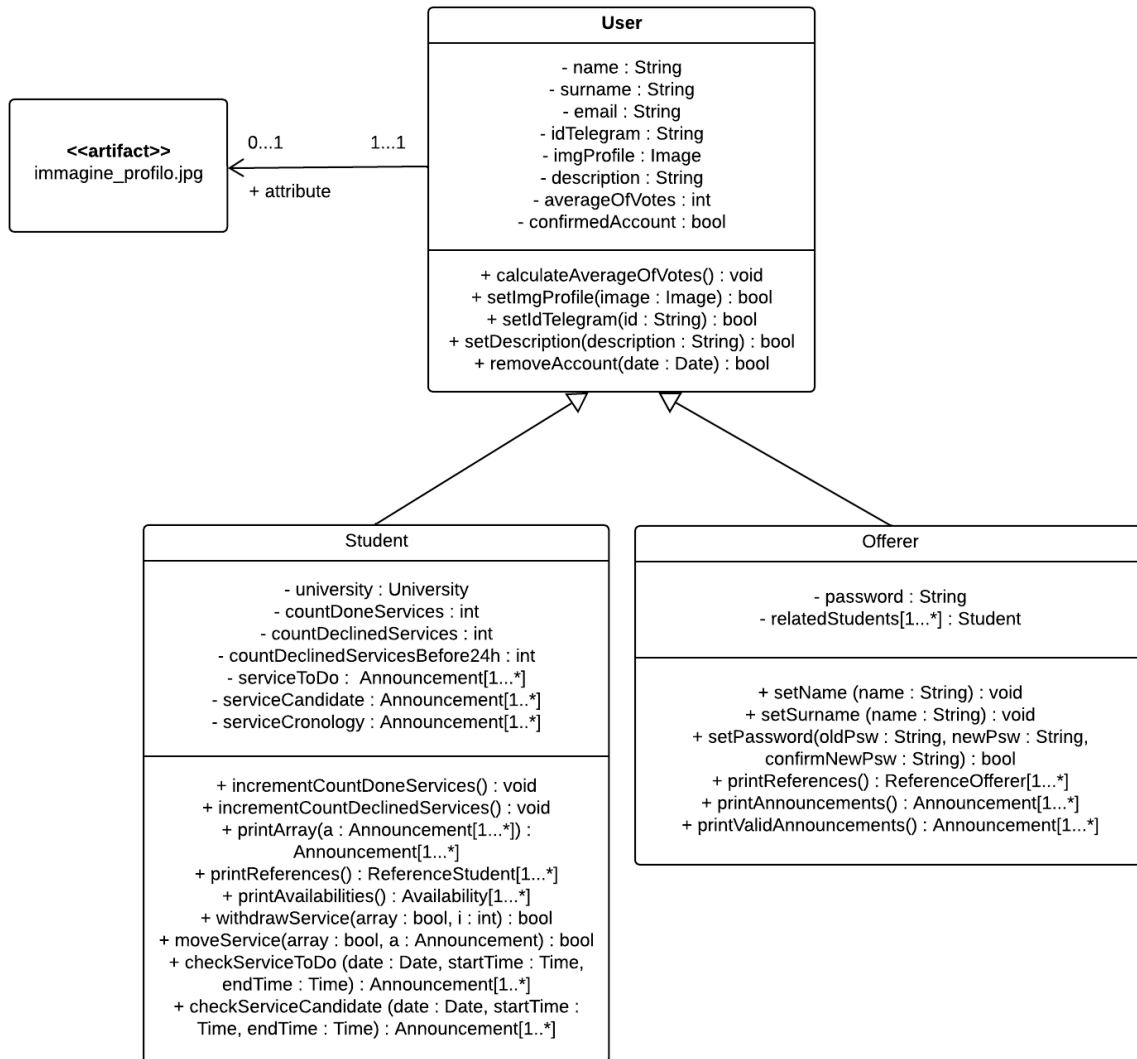 User
- name : String
- surname : String
- email : String
- idTelegram : String
- imgProfile : Image
- description : String
- averageOfVotes : int
- confirmedAccount : bool
+ calculateAverageOfVotes() : void
+ setImgProfile(image : Image) : bool
+ setIdTelegram(id : String) : bool
+ setDescription(description : String) : bool
+ removeAccount(date : Date) : bool
<<artifact>>
immagine_profilo.jpg
0...1
1...1
+ attribute
Student
- university : University
- countDoneServices : int
- countDeclinedServices : int
- countDeclinedServicesBefore24h : int
- serviceToDo : Announcement[1...*]
- serviceCandidate : Announcement[1..*]
- serviceCronology : Announcement[1..*]
+ incrementCountDoneServices() : void
+ incrementCountDeclinedServices() : void
+ printArray(a : Announcement[1...*]) :
Announcement[1...*]
+ printReferences() : ReferenceStudent[1...*]
+ printAvailabilities() : Availability[1...*]
+ withdrawService(array : bool, i : int) : bool
+ moveService(array : bool, a : Announcement) : bool
+ checkServiceToDo (date : Date, startTime : Time,
endTime : Time) : Announcement[1..*]
+ checkServiceCandidate (date : Date, startTime :
Time, endTime : Time) : Announcement[1..*]
Offerer
- password : String
- relatedStudents[1...*] : Student
+ setName (name : String) : void
+ setSurname (name : String) : void
+ setPassword(oldPsw : String, newPsw : String,
confirmNewPsw : String) : bool
+ printReferences() : ReferenceOfferer[1...*]
+ printAnnouncements() : Announcement[1...*]
+ printValidAnnouncements() : Announcement[1...*]